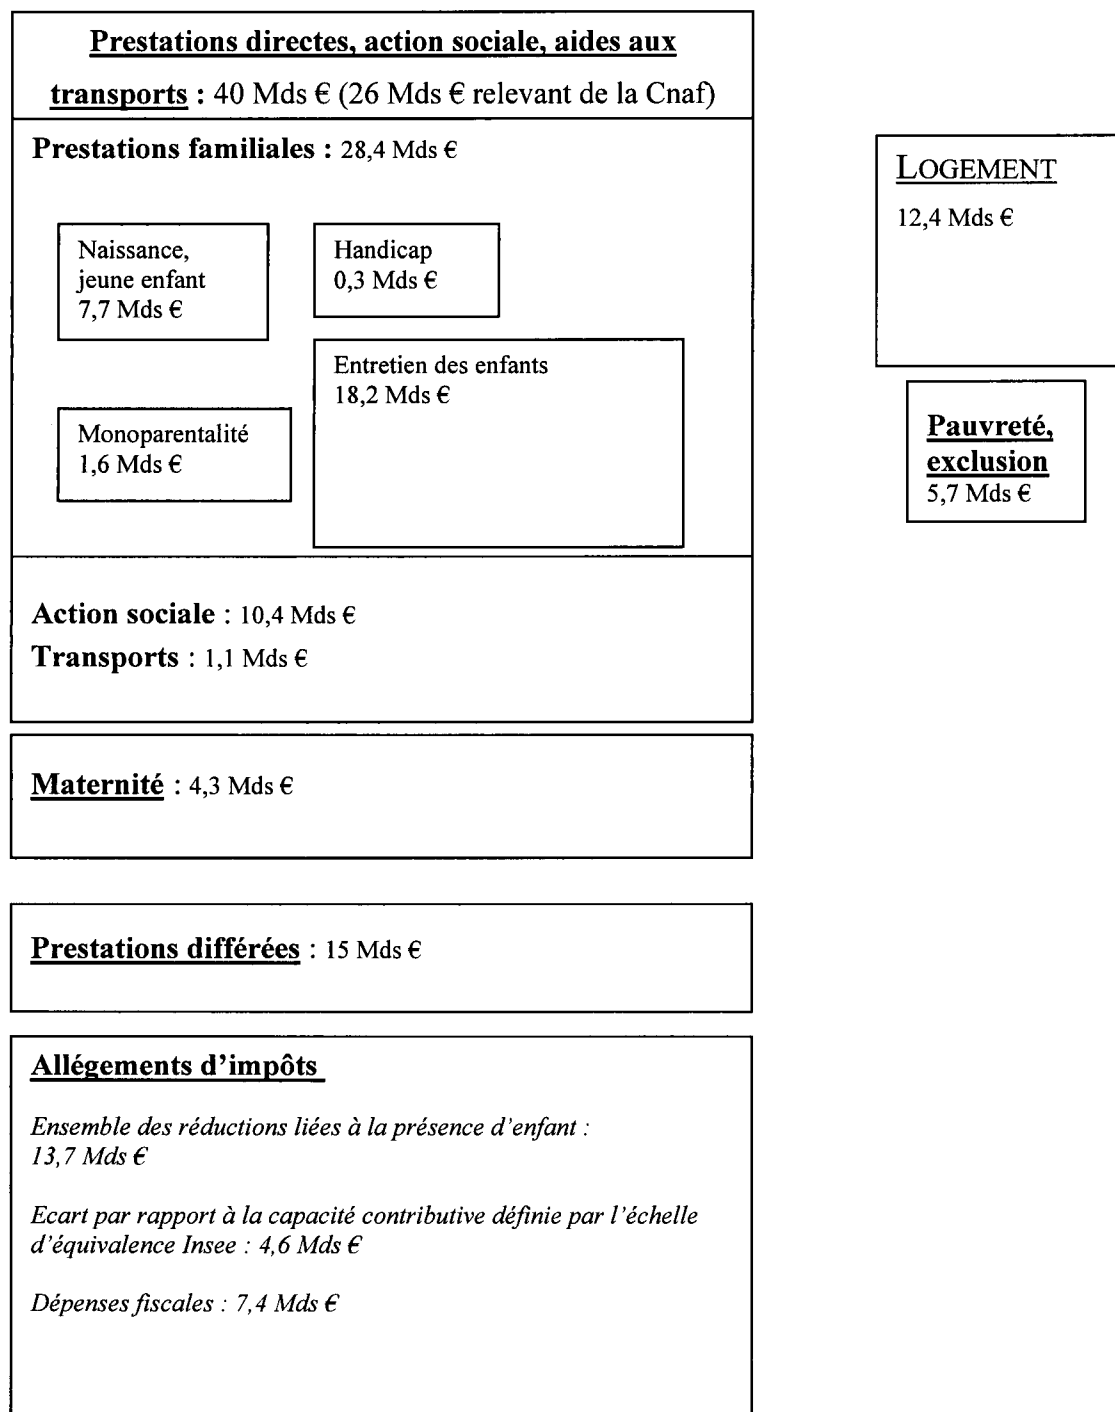 Prestations directes, action sociale, aides aux
transports : 40 Mds € (26 Mds € relevant de la Cnaf)
Prestations familiales : 28,4 Mds €
Naissance,
jeune enfant
7,7 Mds €
Handicap
0,3 Mds €
Entretien des enfants
18,2 Mds €
Monoparentalité
1,6 Mds €
Action sociale : 10,4 Mds €
Transports : 1,1 Mds €
Maternité : 4,3 Mds €
Prestations différées : 15 Mds €
Allégements d'impôts
Ensemble des réductions liées à la présence d'enfant :
13,7 Mds €
Ecart par rapport à la capacité contributive définie par l'échelle
d'équivalence Insee : 4,6 Mds €
Dépenses fiscales : 7,4 Mds €
LOGEMENT
12,4 Mds €
Pauvreté,
exclusion
5,7 Mds €